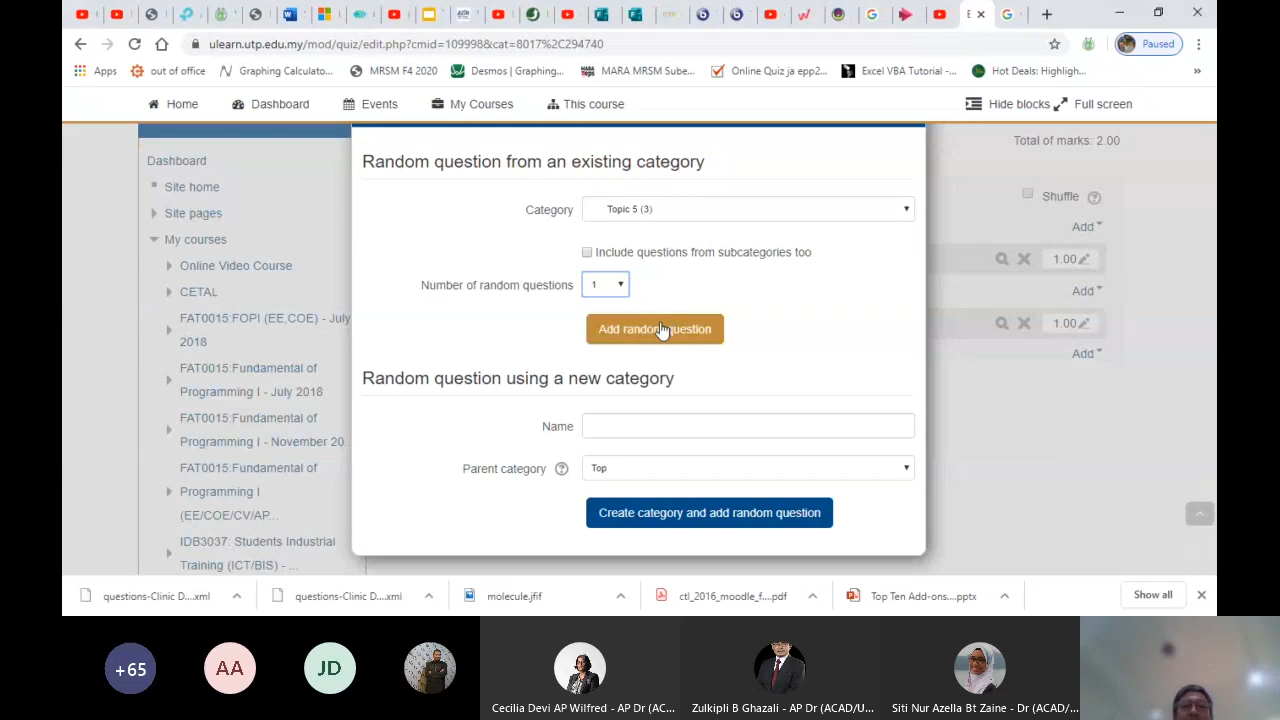 E
ulearn.utp.edu.my/mod/quiz/edit.php?cmid=109998&cat=8017%2C294740
Paused
Apps
out of office
Graphing Calculato...
MRSM F4 2020
Desmos | Graphing...
MARA MRSM Sube...
Online Quiz ja epp2...
Excel VBA Tutorial -...
Hot Deals: Highligh...
»
Home
Dashboard
Events
My Courses
This course
Hide blocks
Full screen
Dashboard
Site home
Site pages
My courses
Online Video Course
CETAL
FAT0015:FOPI (EE,COE) - July
2018
FAT0015:Fundamental of
Programming I - July 2018
FAT0015:Fundamental of
Programming I - November 20
FAT0015:Fundamental of
Programming I
(EE/COE/CV/AP...
IDB3037: Students Industrial
Training (ICT/BIS) - ...
Random question from an existing category
Category
Topic 5 (3)
Include questions from subcategories too
Number of random questions
1
Add random question
Random question using a new category
Name
Parent category
Top
Create category and add random question
Total of marks: 2.00
Shuffle
Add
1.00
Add
1.00
Add
questions-Clinic D....xml
questions-Clinic D....xml
molecule.jfif
ctl_2016_moodle_f....pdf
Top Ten Add-ons....pptx
Show all
+65
AA
JD
Cecilia Devi AP Wilfred - AP Dr (AC...
Zulkipli B Ghazali - AP Dr (ACAD/U...
Siti Nur Azella Bt Zaine - Dr (ACAD/...